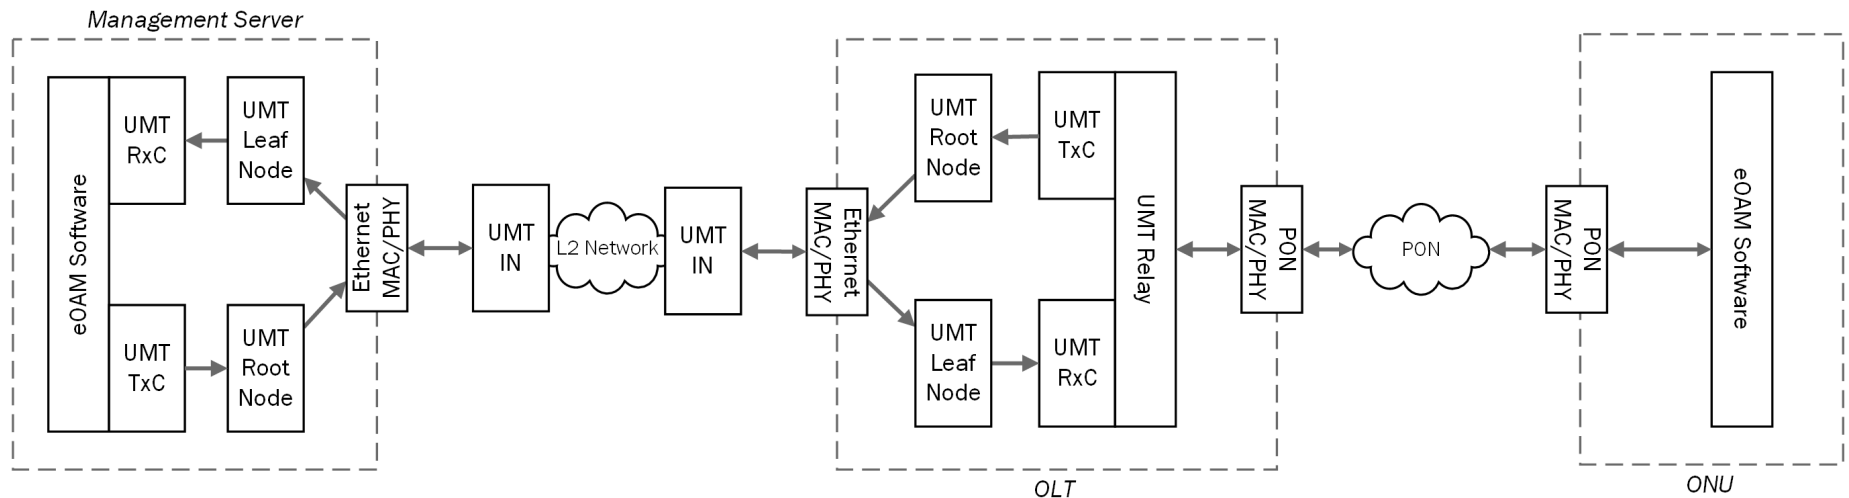 Management Server
eOAM Software
UMT
RxC
UMT
Leaf
Node
UMT
TxC
UMT
Root
Node
Ethernet
MAC/PHY
UMT
IN
L2 Network
UMT
IN
Ethernet
MAC/PHY
UMT
Root
Node
UMT
TxC
UMT
Leaf
Node
UMT
RxC
UMT Relay
PON
MAC/PHY
OLT
PON
PON
MAC/PHY
eOAM Software
ONU